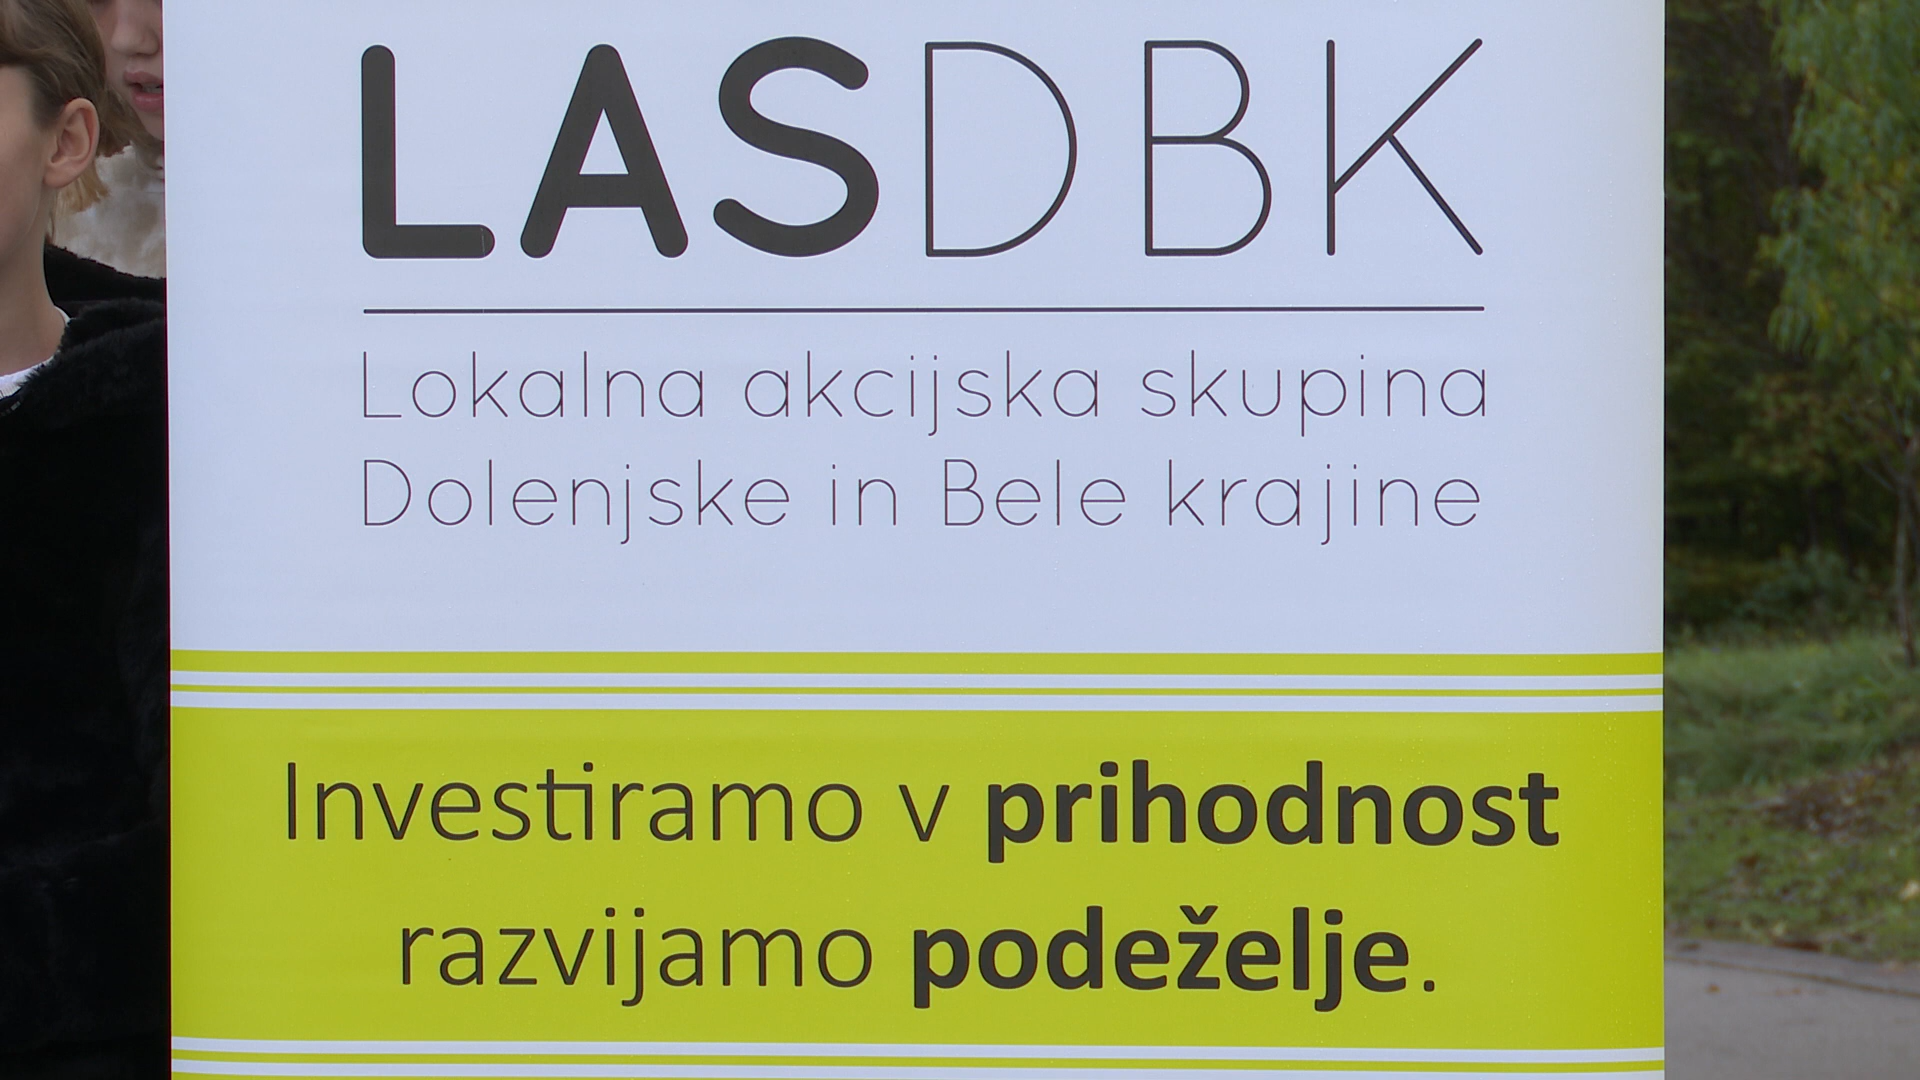 LASDBK
Lokalna akcijska skupina
Dolenjske in Bele krajine
Investiramo v prihodnost
razvijamo podeželje.